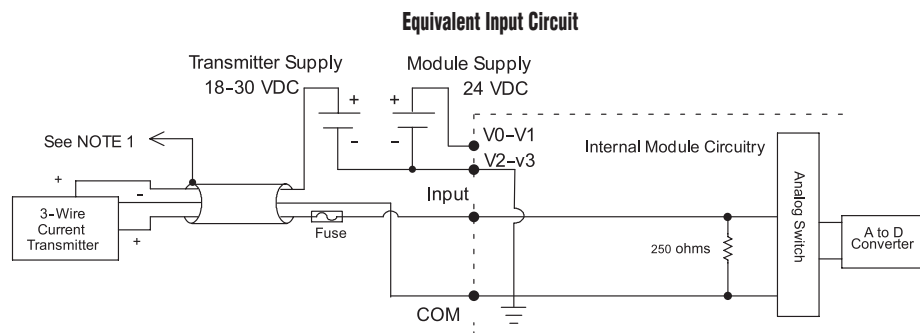 Equivalent Input Circuit
Transmitter Supply
18-30 VDC
Module Supply
24 VDC
+
+
-
-
V0-V1
V2-v3
See NOTE 1
Internal Module Circuitry
Input
+
-
+
3-Wire
Current
Transmitter
Fuse
250 ohms
Analog Switch
A to D
Converter
COM